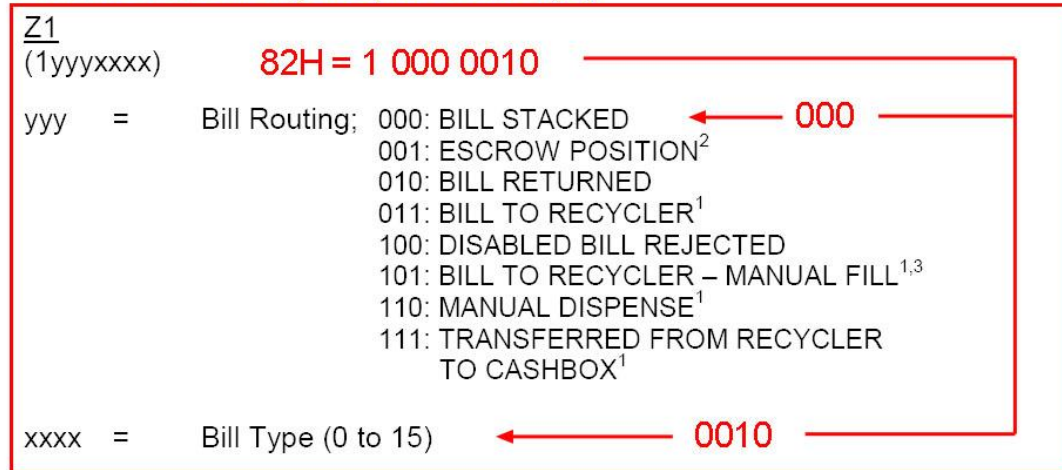 Z1
(1yyyxxxx) 82H = 1 000 0010
yyy = Bill Routing; 000: BILL STACKED 000
001: ESCROW POSITION²
010: BILL RETURNED
011: BILL TO RECYCLER¹
100: DISABLED BILL REJECTED
101: BILL TO RECYCLER – MANUAL FILL¹,³
110: MANUAL DISPENSE¹
111: TRANSFERRED FROM RECYCLER
TO CASHBOX¹
xxxx = Bill Type (0 to 15) 0010